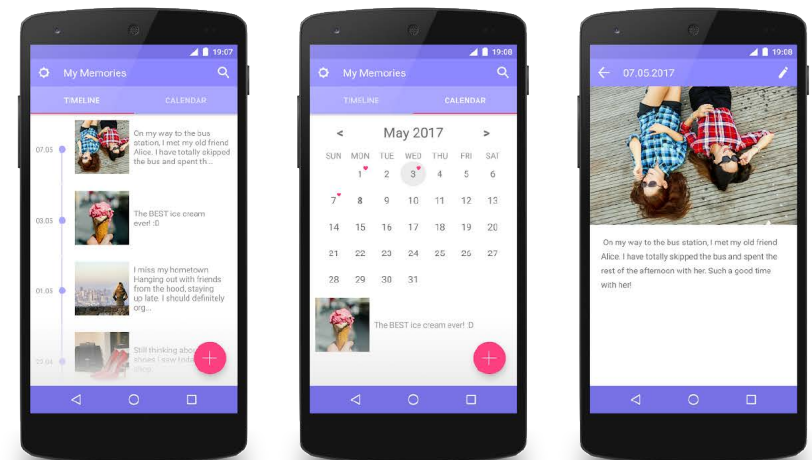 19:07
My Memories
TIMELINE CALENDAR
07.05
On my way to the bus
station, I met my old friend
Alice. I have totally skipped
the bus and spent th...
03.05
The BEST ice cream
ever! :D
01.05
I miss my hometown.
Hanging out with friends
from the hood, staying
up late. I should definitely
org...
Still thinking about
shoes I saw today
shop
19:08
My Memories
TIMELINE CALENDAR
< May 2017 >
SUN MON TUE WED THU FRI SAT
1 2 3 4 5 6
7 8 9 10 11 12 13
14 15 16 17 18 19 20
21 22 23 24 25 26 27
28 29 30 31
The BEST ice cream ever! :D
19:08
07.05.2017
On my way to the bus station, I met my old friend
Alice. I have totally skipped the bus and spent the
rest of the afternoon with her. Such a good time
with her!